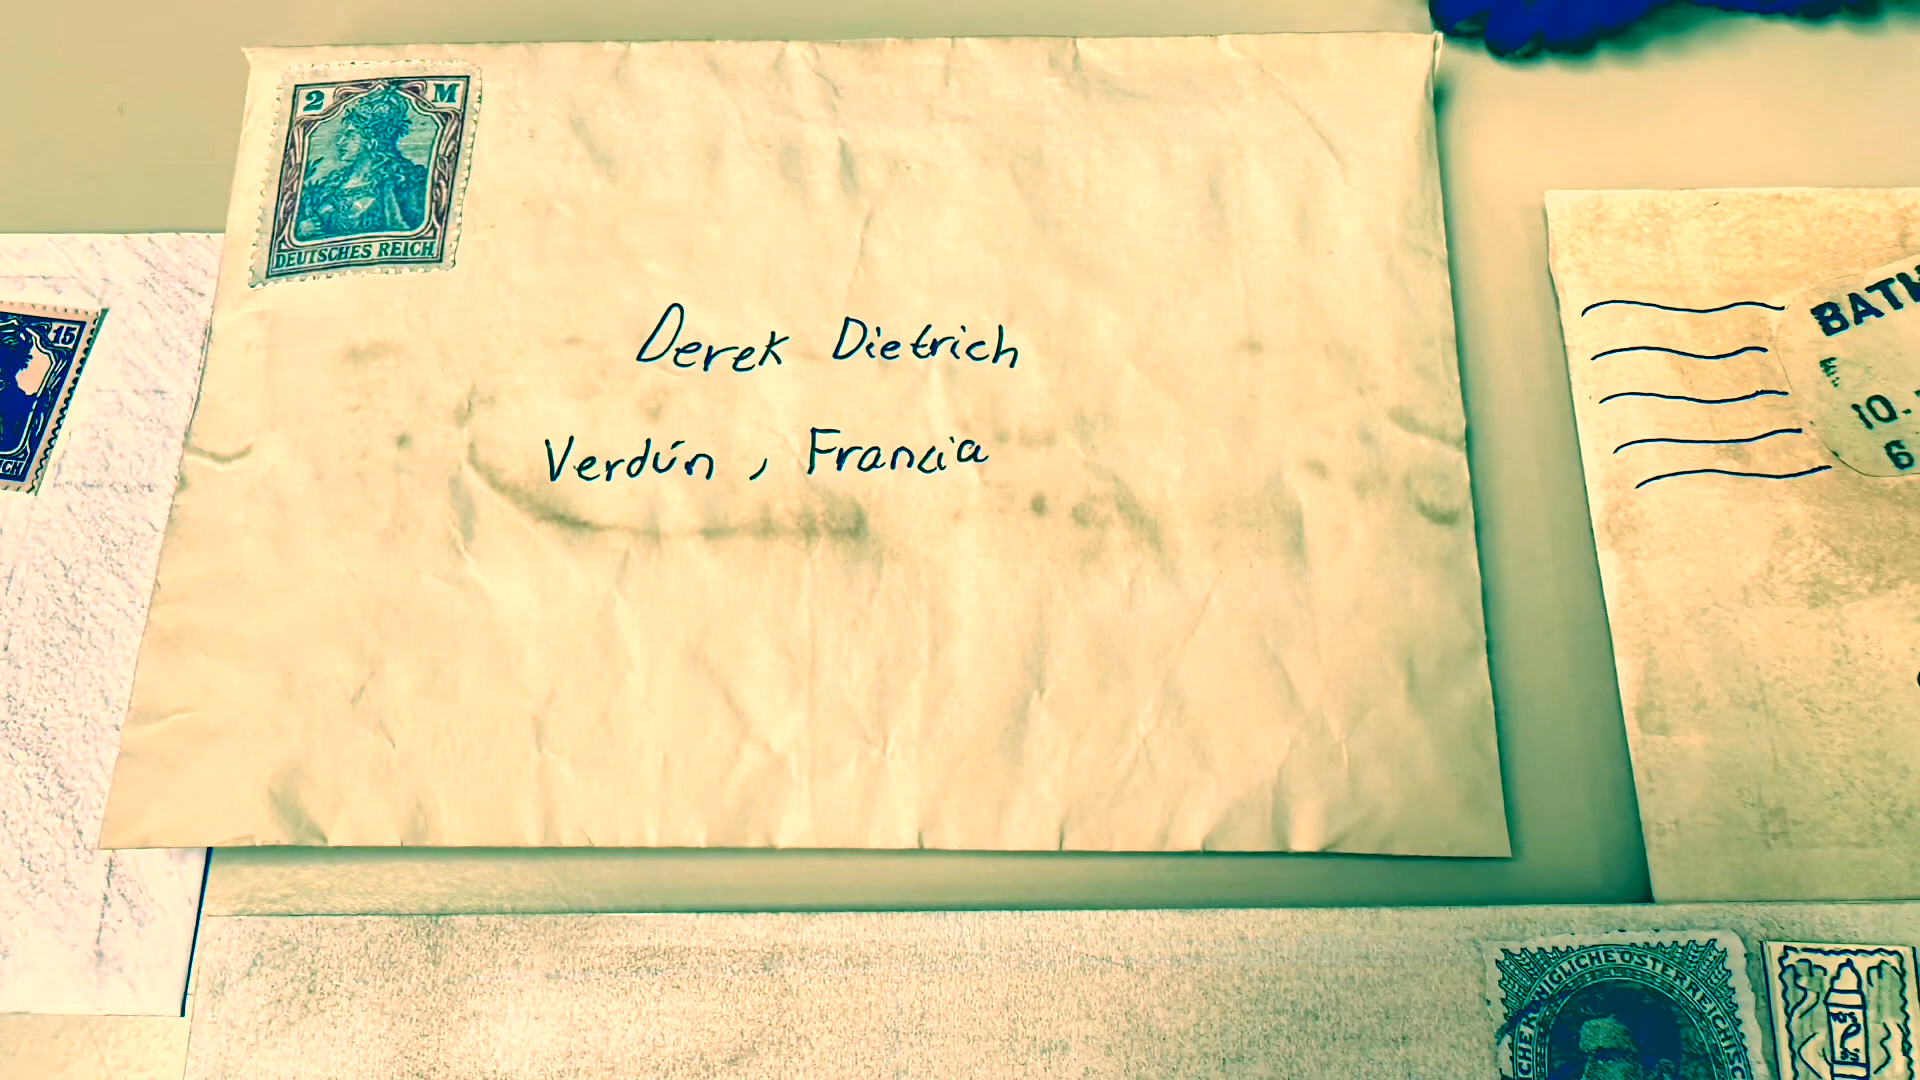 2 M
DEUTSCHES REICH
Derek Dietrich
Verdún, Francia
15
BATH
10-
6